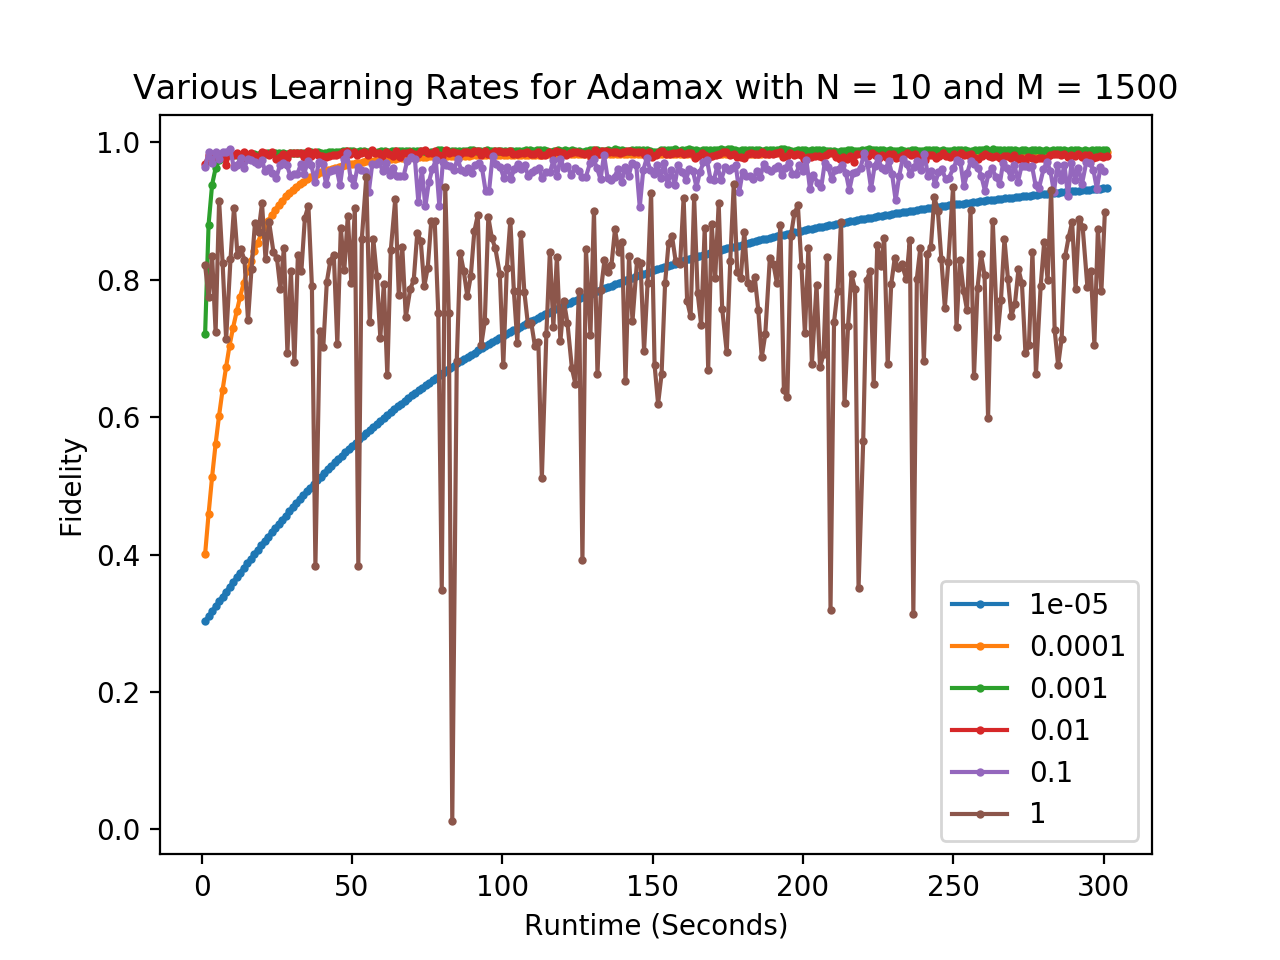 Various Learning Rates for Adamax with N = 10 and M = 1500
1.0
0.8
0.6
0.4
0.2
0.0
Fidelity
1e-05
0.0001
0.001
0.01
0.1
1
0 50 100 150 200 250 300
Runtime (Seconds)